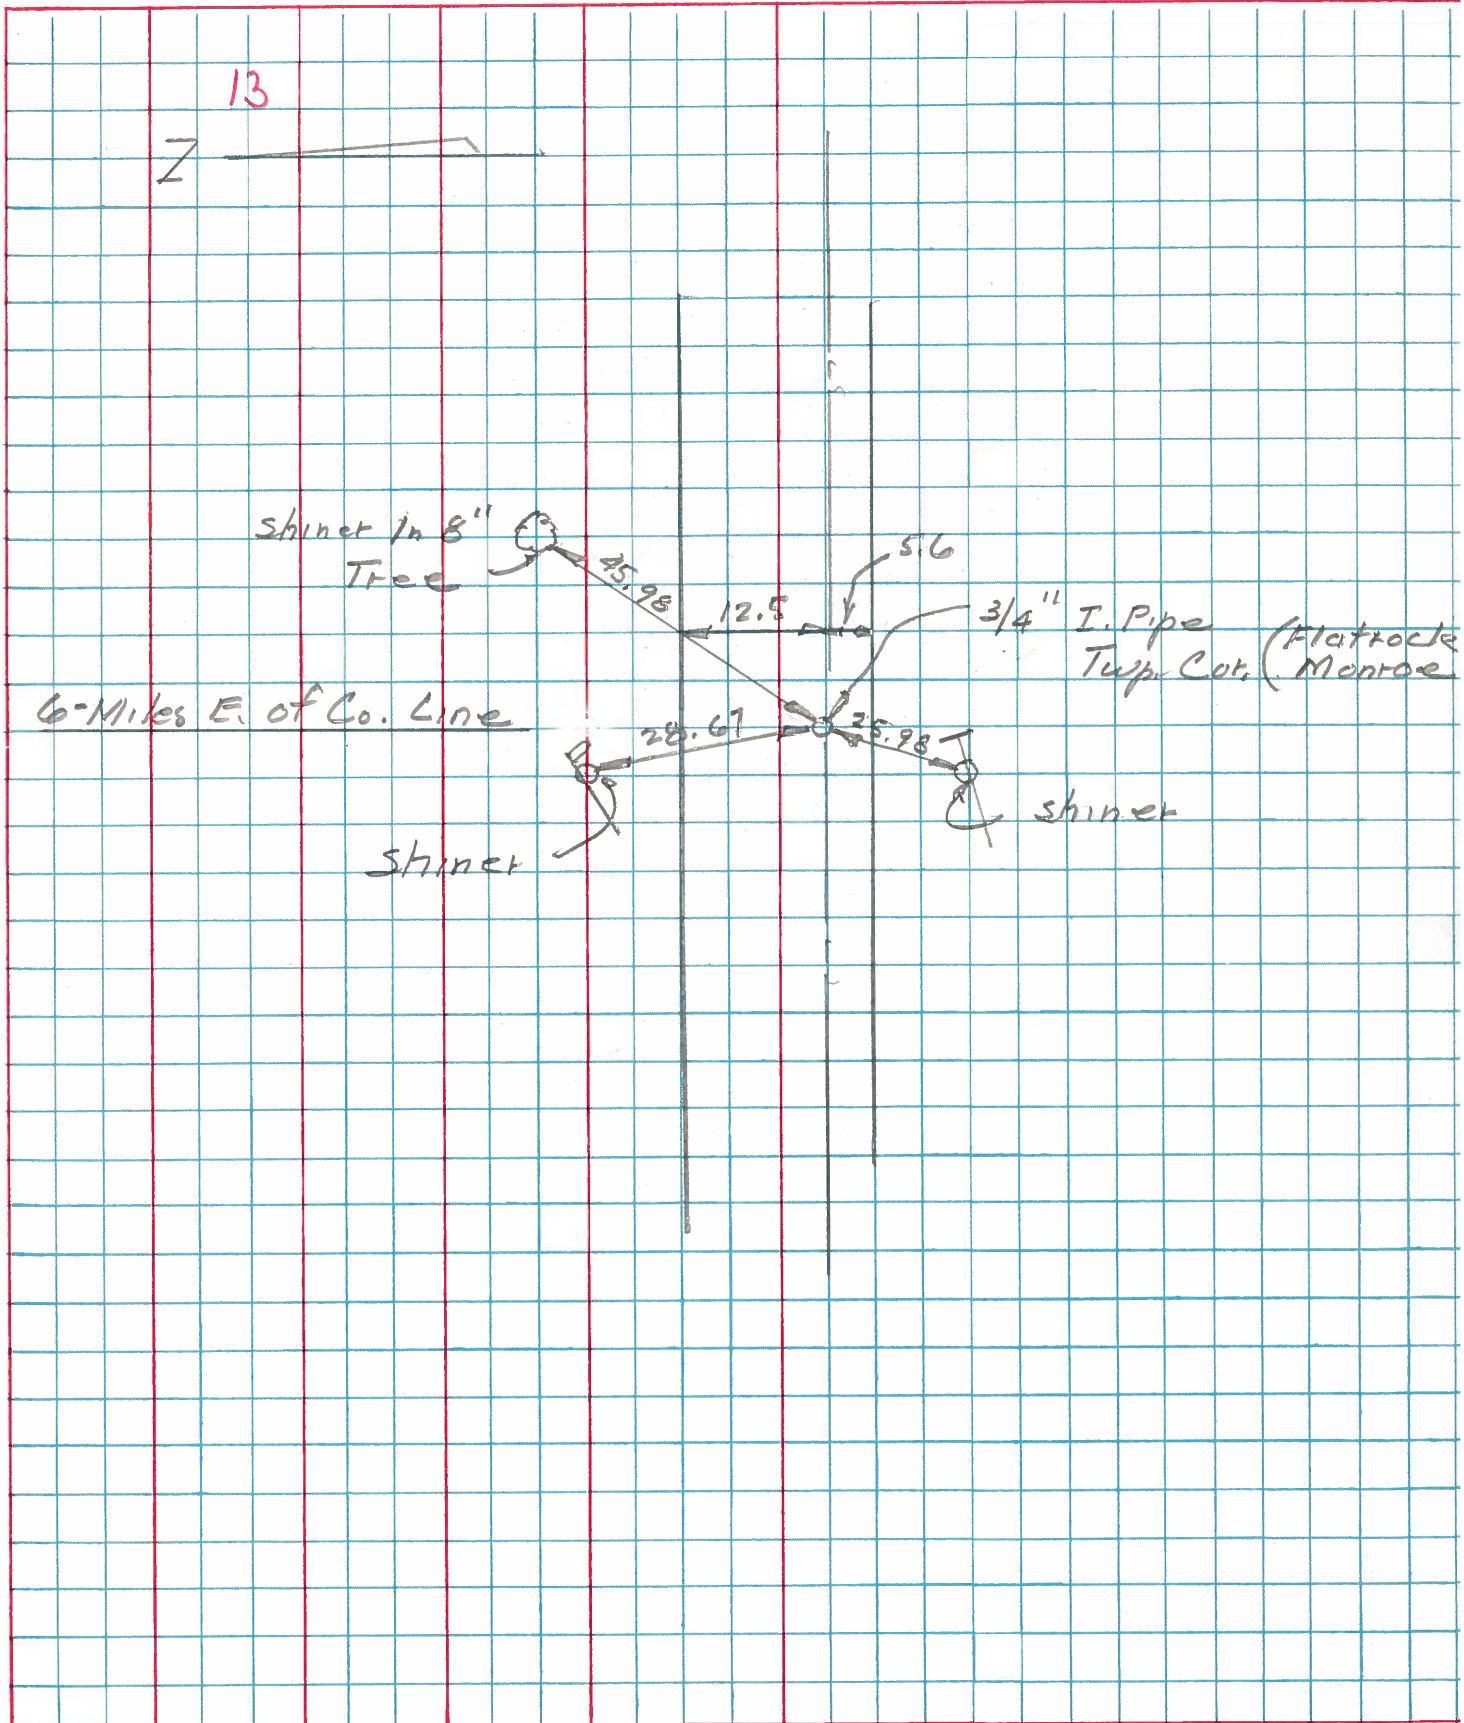 13
Z
shiner in 8"
Tree
45.98
12.5
5.6
3/4" I. Pipe
Twp. Cor. (Flatrock
Monroe
6-Miles E. of Co. Line
28.67
25.98
shiner
shiner